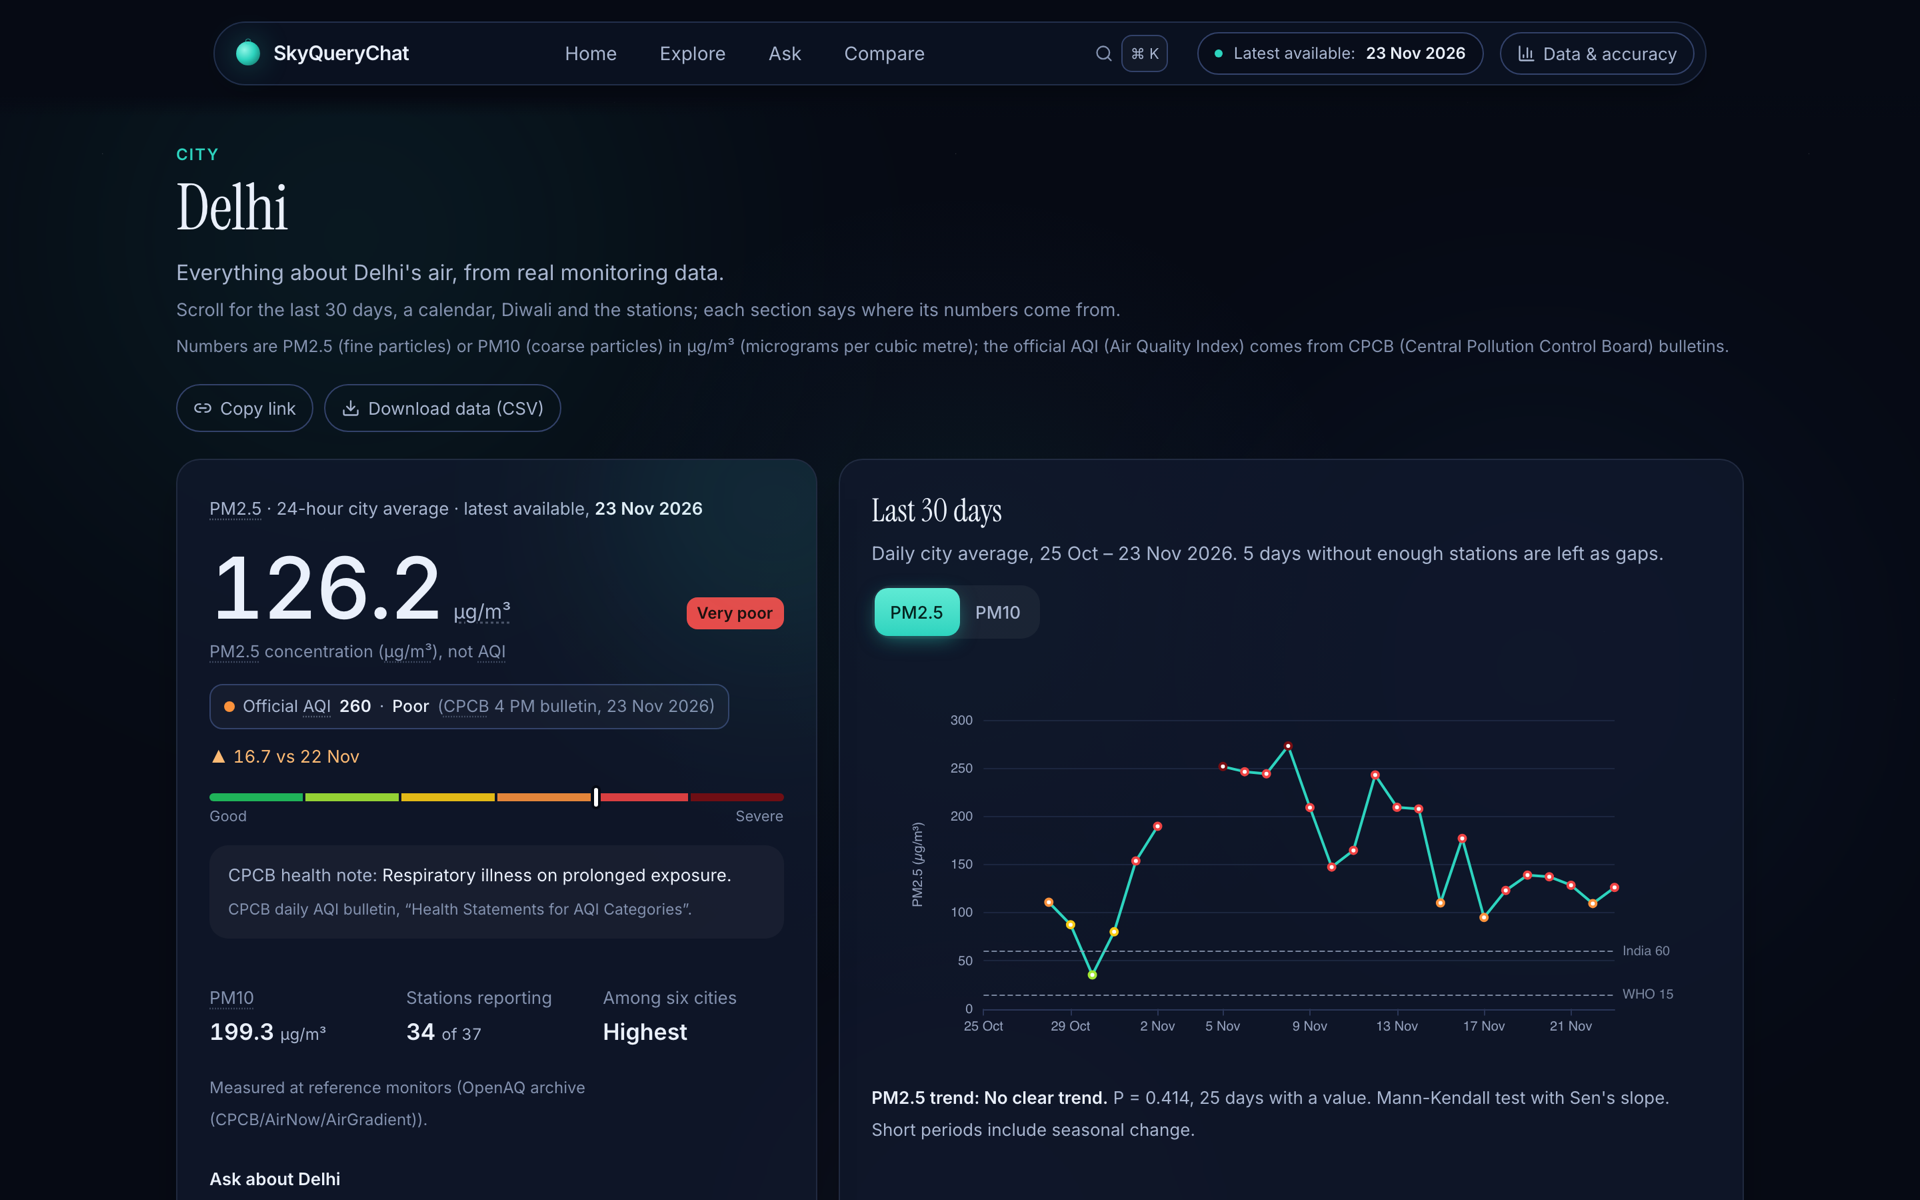 SkyQueryChat
Home
Explore
Ask
Compare
⌘ K
Latest available: 23 Nov 2026
Data & accuracy
CITY
Delhi
Everything about Delhi's air, from real monitoring data.
Scroll for the last 30 days, a calendar, Diwali and the stations; each section says where its numbers come from.
Numbers are PM2.5 (fine particles) or PM10 (coarse particles) in µg/m³ (micrograms per cubic metre); the official AQI (Air Quality Index) comes from CPCB (Central Pollution Control Board) bulletins.
Copy link
Download data (CSV)
PM2.5 · 24-hour city average · latest available, 23 Nov 2026
126.2 µg/m³
Very poor
PM2.5 concentration (µg/m³), not AQI
Official AQI 260 · Poor (CPCB 4 PM bulletin, 23 Nov 2026)
▲ 16.7 vs 22 Nov
Good
Severe
CPCB health note: Respiratory illness on prolonged exposure.
CPCB daily AQI bulletin, “Health Statements for AQI Categories”.
PM10
199.3 µg/m³
Stations reporting
34 of 37
Among six cities
Highest
Measured at reference monitors (OpenAQ archive
(CPCB/AirNow/AirGradient)).
Ask about Delhi
Last 30 days
Daily city average, 25 Oct – 23 Nov 2026. 5 days without enough stations are left as gaps.
PM2.5
PM10
PM2.5 (µg/m³)
300
250
200
150
100
50
0
India 60
WHO 15
25 Oct
29 Oct
2 Nov
5 Nov
9 Nov
13 Nov
17 Nov
21 Nov
PM2.5 trend: No clear trend. P = 0.414, 25 days with a value. Mann-Kendall test with Sen's slope.
Short periods include seasonal change.